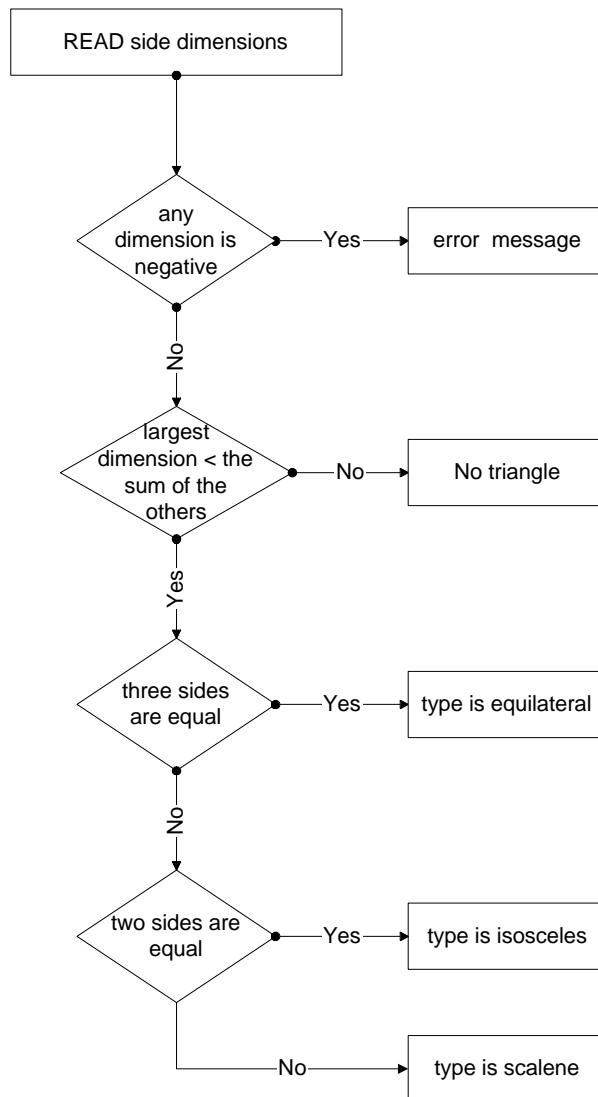 READ side dimensions
any
dimension is
negative
Yes
error message
No
largest
dimension < the
sum of the
others
No
No triangle
Yes
three sides
are equal
Yes
type is equilateral
No
two sides are
equal
Yes
type is isosceles
No
type is scalene